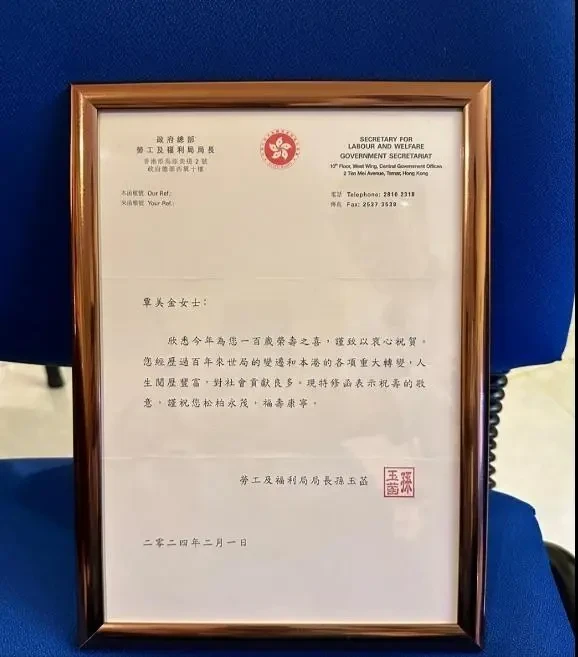 政府總部
勞工及福利局局長
香港添馬添美道 2 號
政府總部西翼十樓
SECRETARY FOR
LABOUR AND WELFARE
GOVERNMENT SECRETARIAT
10th Floor, West Wing, Central Government Offices
2 Tim Mei Avenue, Tamar, Hong Kong
本函檔號 Our Ref.:
來函檔號 Your Ref.:
電話 Telephone: 2810 2318
傳真 Fax: 2537 3539
覃美金女士:
欣悉今年為您一百歲榮壽之喜，謹致以衷心祝賀。
您經歷過百年來世局的變遷和本港的各項重大轉變，人
生閱歷豐富，對社會貢獻良多。現特修函表示祝壽的敬
意，謹祝您松柏永茂，福壽康寧。
勞工及福利局局長孫玉菡
孫玉菡
二零二四年二月一日